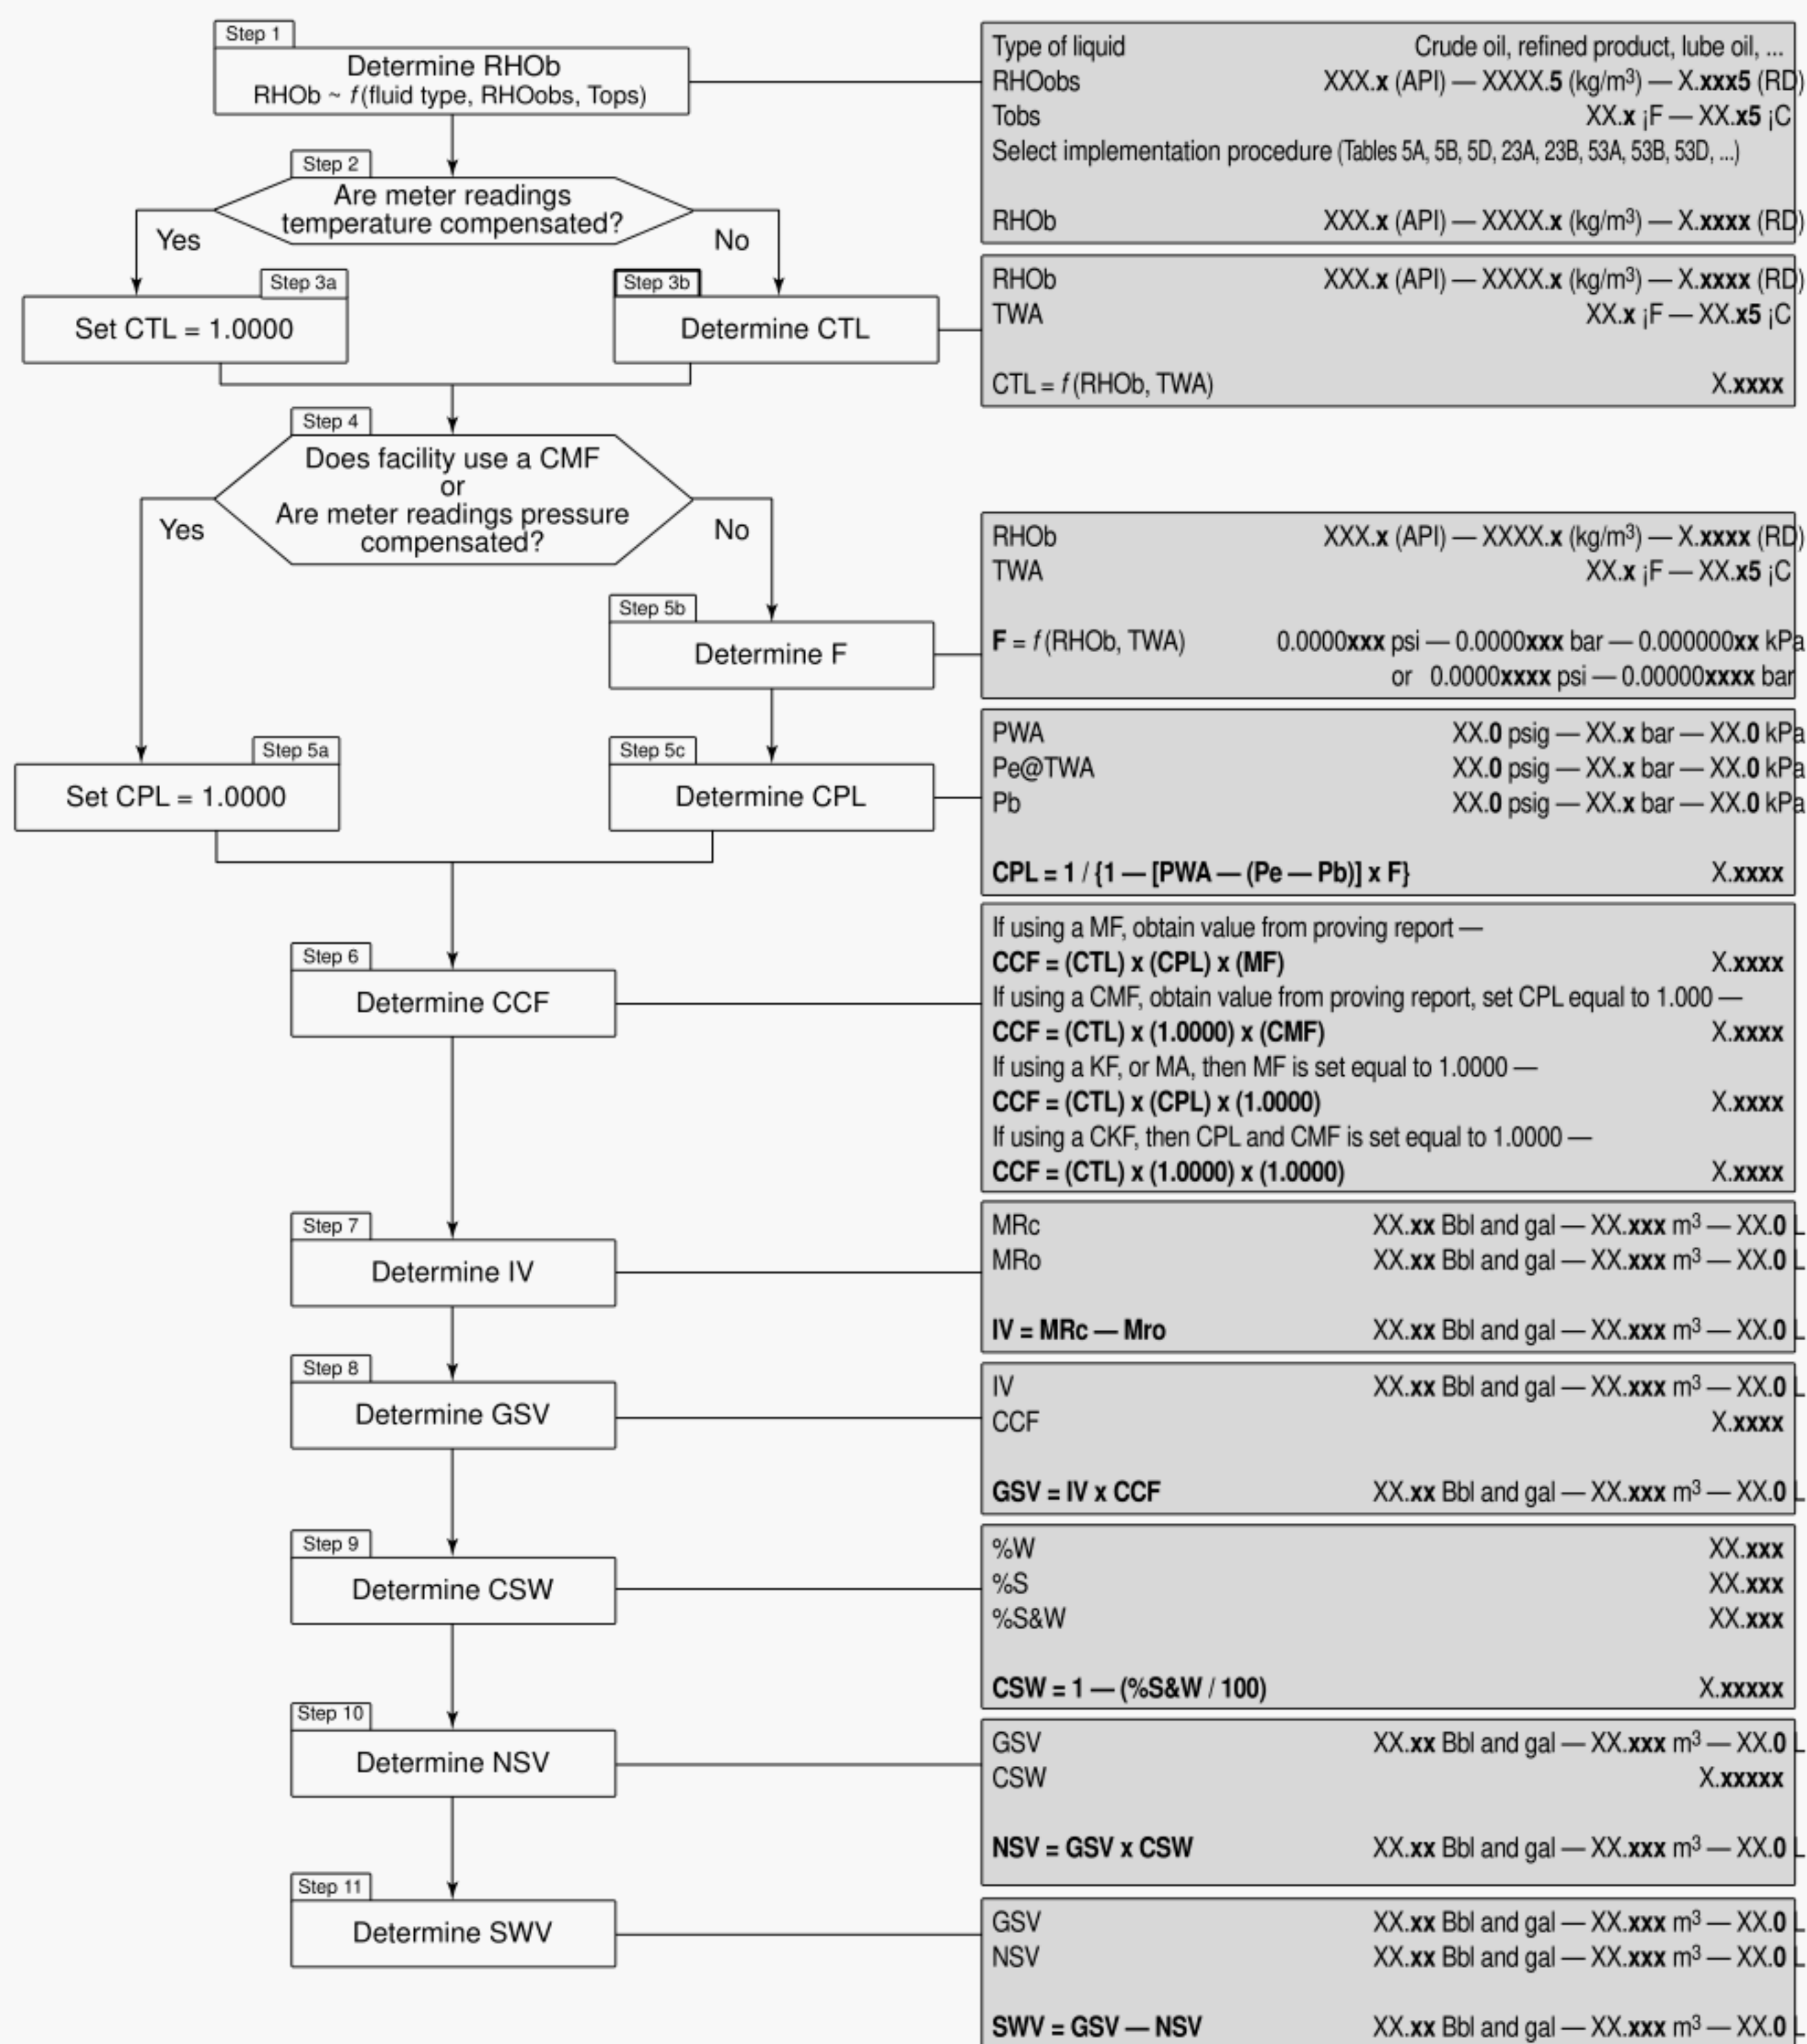 Step 1
Determine RHOb
RHOb ~ f(fluid type, RHOobs, Tops)
Type of liquid Crude oil, refined product, lube oil, ...
RHOobs XXX.x (API) — XXXX.5 (kg/m³) — X.xxx5 (RD)
Tobs XX.x ¡F — XX.x5 ¡C
Select implementation procedure (Tables 5A, 5B, 5D, 23A, 23B, 53A, 53B, 53D, ...)
RHOb XXX.x (API) — XXXX.x (kg/m³) — X.xxxx (RD)
Step 2
Are meter readings
temperature compensated?
Yes
No
Step 3a
Set CTL = 1.0000
Step 3b
Determine CTL
RHOb XXX.x (API) — XXXX.x (kg/m³) — X.xxxx (RD)
TWA XX.x ¡F — XX.x5 ¡C
CTL = f(RHOb, TWA) X.xxxx
Step 4
Does facility use a CMF
or
Are meter readings pressure
compensated?
Yes
No
Step 5b
Determine F
RHOb XXX.x (API) — XXXX.x (kg/m³) — X.xxxx (RD)
TWA XX.x ¡F — XX.x5 ¡C
F = f(RHOb, TWA) 0.0000xxx psi — 0.0000xxx bar — 0.000000xx kPa
or 0.0000xxxx psi — 0.00000xxxx bar
Step 5a
Set CPL = 1.0000
Step 5c
Determine CPL
PWA XX.0 psig — XX.x bar — XX.0 kPa
Pe@TWA XX.0 psig — XX.x bar — XX.0 kPa
Pb XX.0 psig — XX.x bar — XX.0 kPa
CPL = 1 / {1 — [PWA — (Pe — Pb)] x F} X.xxxx
Step 6
Determine CCF
If using a MF, obtain value from proving report —
CCF = (CTL) x (CPL) x (MF) X.xxxx
If using a CMF, obtain value from proving report, set CPL equal to 1.000 —
CCF = (CTL) x (1.0000) x (CMF) X.xxxx
If using a KF, or MA, then MF is set equal to 1.0000 —
CCF = (CTL) x (CPL) x (1.0000) X.xxxx
If using a CKF, then CPL and CMF is set equal to 1.0000 —
CCF = (CTL) x (1.0000) x (1.0000) X.xxxx
Step 7
Determine IV
MRc XX.xx Bbl and gal — XX.xxx m³ — XX.0 L
MRo XX.xx Bbl and gal — XX.xxx m³ — XX.0 L
IV = MRc — Mro XX.xx Bbl and gal — XX.xxx m³ — XX.0 L
Step 8
Determine GSV
IV XX.xx Bbl and gal — XX.xxx m³ — XX.0 L
CCF X.xxxx
GSV = IV x CCF XX.xx Bbl and gal — XX.xxx m³ — XX.0 L
Step 9
Determine CSW
%W XX.xxx
%S XX.xxx
%S&W XX.xxx
CSW = 1 — (%S&W / 100) X.xxxxx
Step 10
Determine NSV
GSV XX.xx Bbl and gal — XX.xxx m³ — XX.0 L
CSW X.xxxxx
NSV = GSV x CSW XX.xx Bbl and gal — XX.xxx m³ — XX.0 L
Step 11
Determine SWV
GSV XX.xx Bbl and gal — XX.xxx m³ — XX.0 L
NSV XX.xx Bbl and gal — XX.xxx m³ — XX.0 L
SWV = GSV — NSV XX.xx Bbl and gal — XX.xxx m³ — XX.0 L